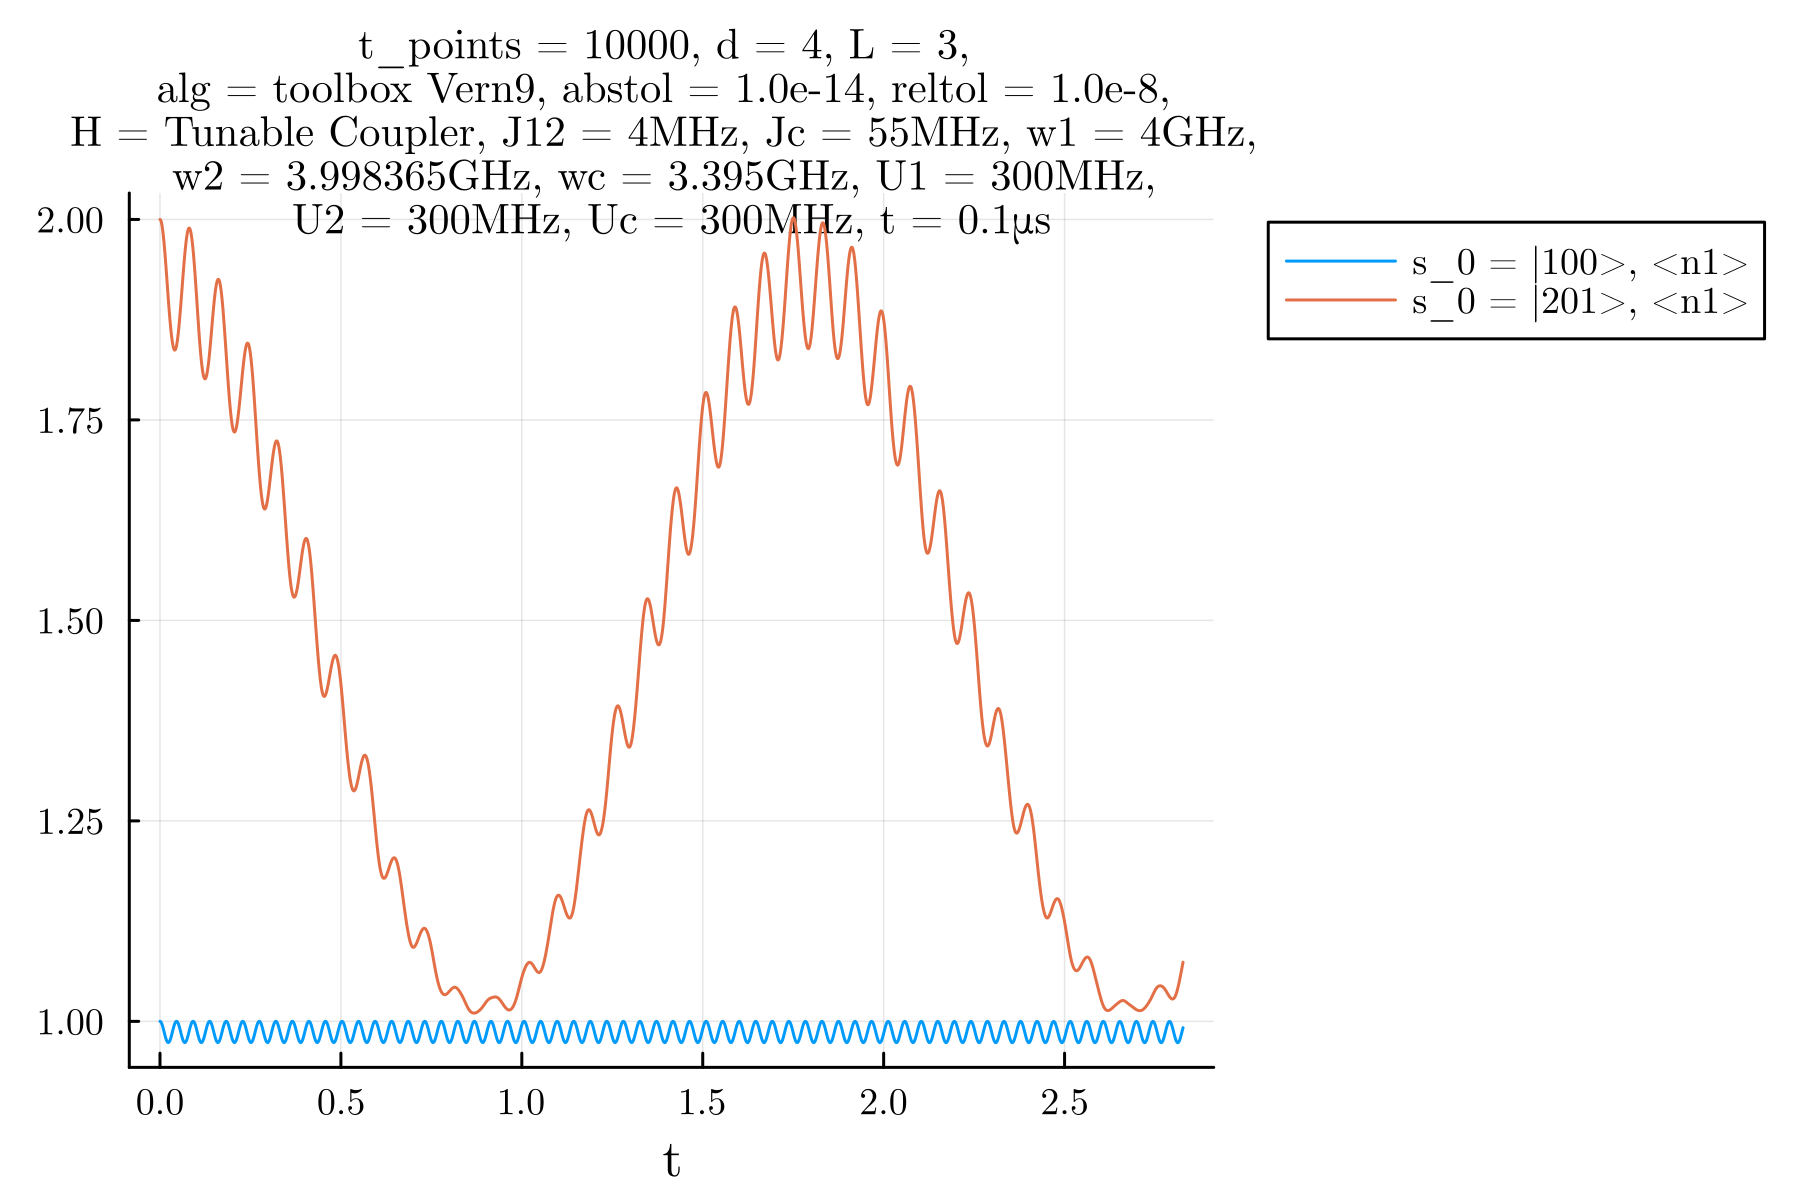 t_points = 10000, d = 4, L = 3,
alg = toolbox Vern9, abstol = 1.0e-14, reltol = 1.0e-8,
H = Tunable Coupler, J12 = 4MHz, Jc = 55MHz, w1 = 4GHz,
w2 = 3.998365GHz, wc = 3.395GHz, U1 = 300MHz,
U2 = 300MHz, Uc = 300MHz, t = 0.1μs
2.00
1.75
1.50
1.25
1.00
0.0 0.5 1.0 1.5 2.0 2.5
t
s_0 = |100>, <n1>
s_0 = |201>, <n1>